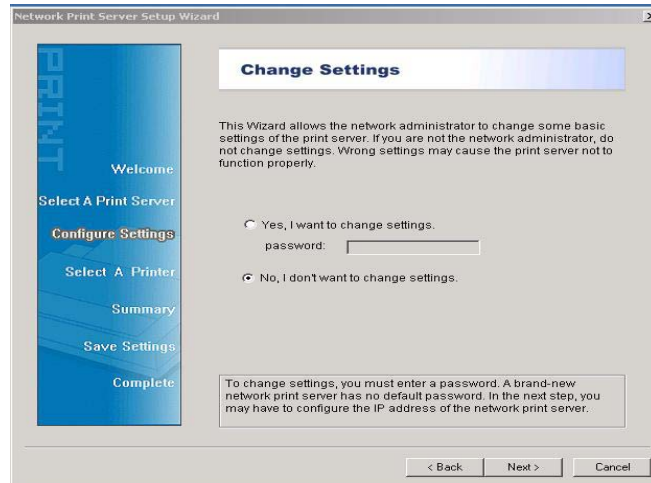 Network Print Server Setup Wizard
PRINT
Change Settings
This Wizard allows the network administrator to change some basic
settings of the print server. If you are not the network administrator, do
not change settings. Wrong settings may cause the print server not to
function properly.
Welcome
Select A Print Server
Configure Settings
Select A Printer
Summary
Save Settings
Complete
Yes, I want to change settings.
password:
No, I don't want to change settings.
To change settings, you must enter a password. A brand-new
network print server has no default password. In the next step, you
may have to configure the IP address of the network print server.
< Back
Next >
Cancel